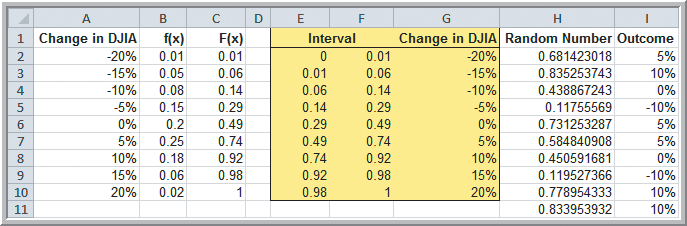 A B C D E F G H I
1 Change in DJIA f(x) F(x) Interval Change in DJIA Random Number Outcome
2 -20% 0.01 0.01 0 0.01 -20% 0.681423018 5%
3 -15% 0.05 0.06 0.01 0.06 -15% 0.835253743 10%
4 -10% 0.08 0.14 0.06 0.14 -10% 0.438867243 0%
5 -5% 0.15 0.29 0.14 0.29 -5% 0.11755569 -10%
6 0% 0.2 0.49 0.29 0.49 0% 0.731253287 5%
7 5% 0.25 0.74 0.49 0.74 5% 0.584840908 5%
8 10% 0.18 0.92 0.74 0.92 10% 0.450591681 0%
9 15% 0.06 0.98 0.92 0.98 15% 0.119527366 -10%
10 20% 0.02 1 0.98 1 20% 0.778954333 10%
11 0.833953932 10%